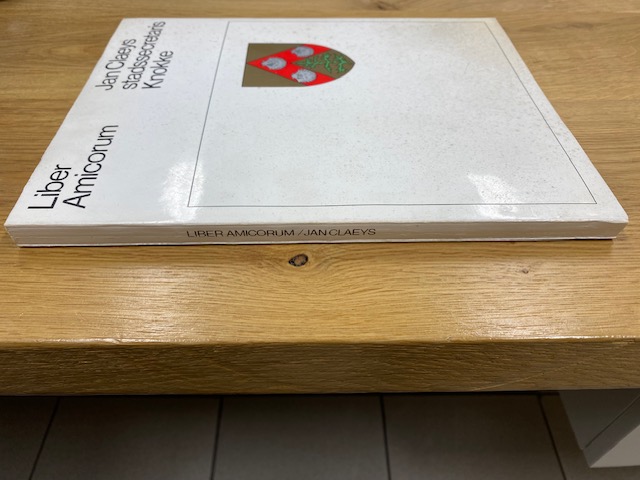 Liber
Amicorum
Jan Claeys
stadssecretaris
Knokke
LIBER AMICORUM / JAN CLAEYS